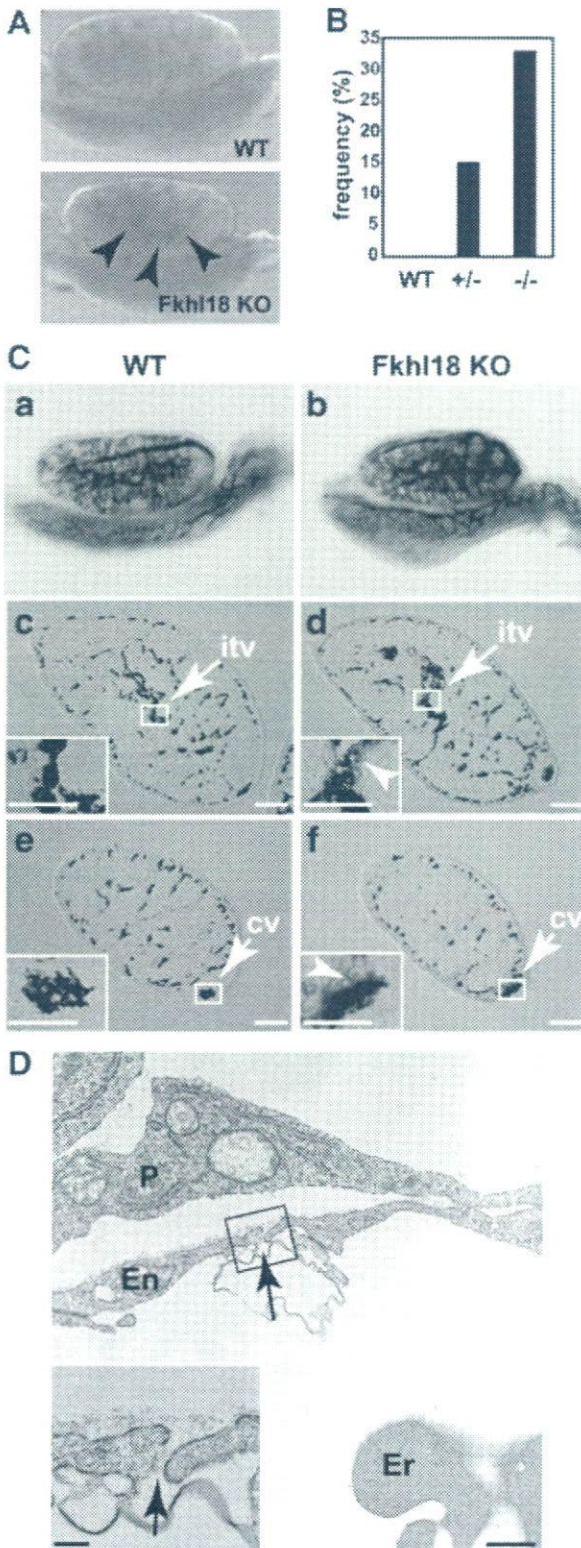 A
WT
Fkhl18 KO
B
frequency (%)
35
30
25
20
15
10
5
0
WT +/- -/-
C
WT Fkhl18 KO
a b
c itv
d itv
e cv
f cv
D
P
En
Er